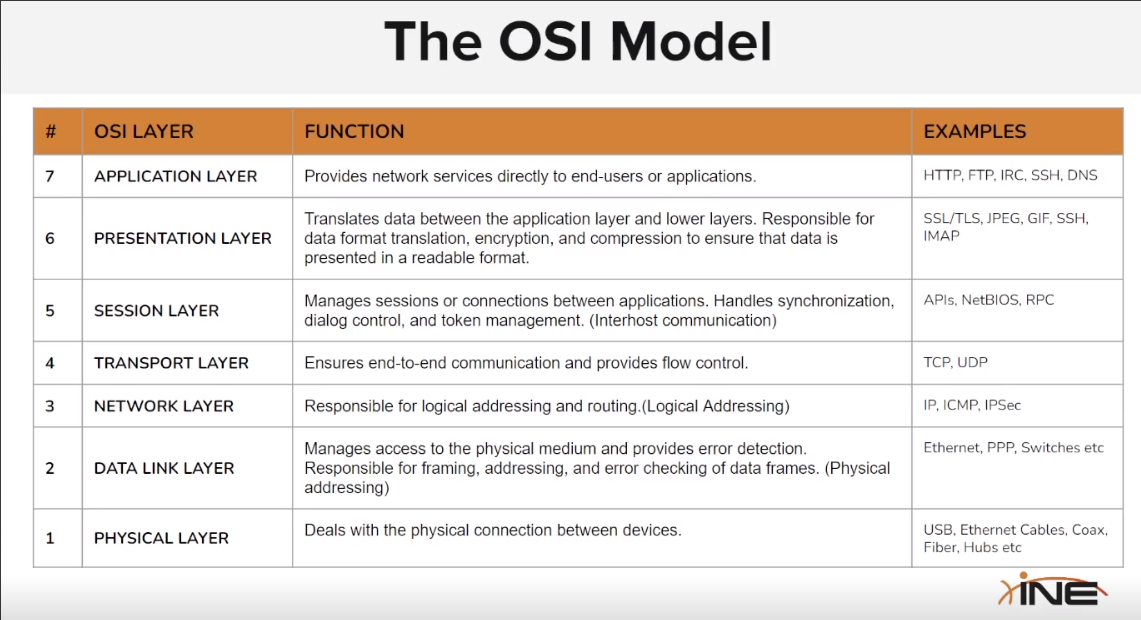 The OSI Model
# OSI LAYER FUNCTION EXAMPLES
7 APPLICATION LAYER Provides network services directly to end-users or applications. HTTP, FTP, IRC, SSH, DNS
6 PRESENTATION LAYER
Translates data between the application layer and lower layers. Responsible for
data format translation, encryption, and compression to ensure that data is
presented in a readable format.
SSL/TLS, JPEG, GIF, SSH,
IMAP
5 SESSION LAYER
Manages sessions or connections between applications. Handles synchronization,
dialog control, and token management. (Interhost communication)
APIs, NetBIOS, RPC
4 TRANSPORT LAYER Ensures end-to-end communication and provides flow control. TCP, UDP
3 NETWORK LAYER Responsible for logical addressing and routing.(Logical Addressing) IP, ICMP, IPSec
2 DATA LINK LAYER
Manages access to the physical medium and provides error detection.
Responsible for framing, addressing, and error checking of data frames. (Physical
addressing)
Ethernet, PPP, Switches etc
1 PHYSICAL LAYER
Deals with the physical connection between devices.
USB, Ethernet Cables, Coax,
Fiber, Hubs etc
iNE